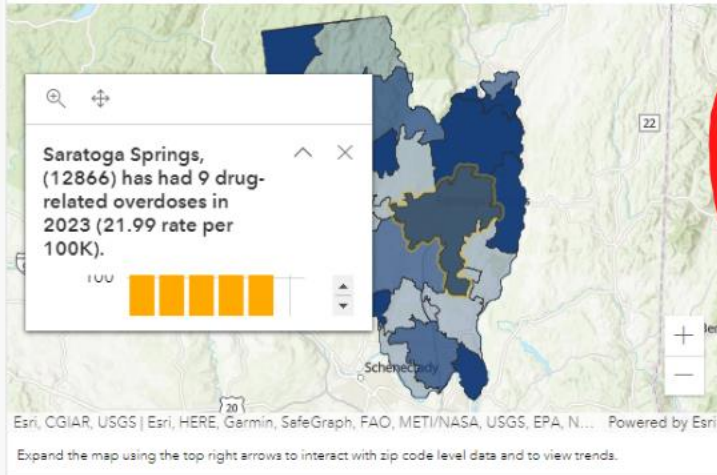 22
Saratoga Springs,
(12866) has had 9 drug-
related overdoses in
2023 (21.99 rate per
100K).
100
+
−
Schenectady
20
Esri, CGIAR, USGS | Esri, HERE, Garmin, SafeGraph, FAO, METI/NASA, USGS, EPA, N... Powered by Esri
Expand the map using the top right arrows to interact with zip code level data and to view trends.